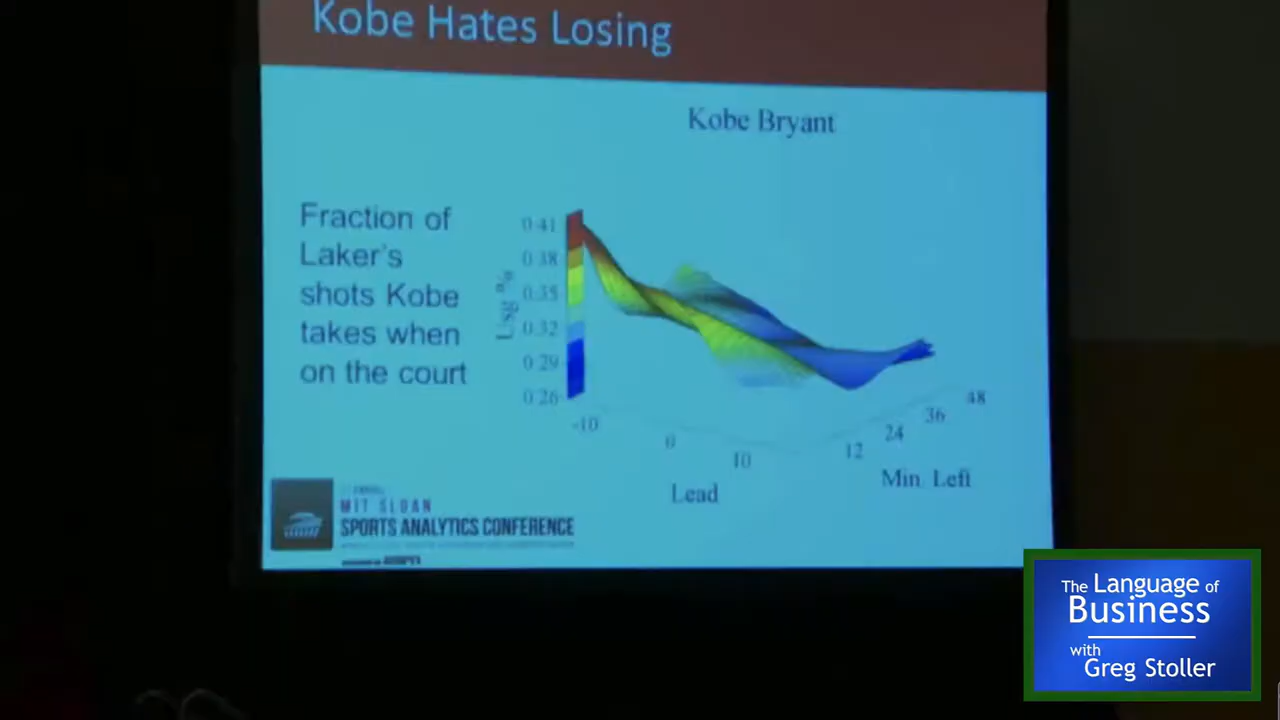 Kobe Hates Losing
Kobe Bryant
Fraction of
Laker's
shots Kobe
takes when
on the court
Usg %
0.41
0.38
0.35
0.32
0.29
0.26
-10
0
10
Lead
12
24
36
48
Min. Left
MIT SLOAN
SPORTS ANALYTICS CONFERENCE
The Language of
Business
with
Greg Stoller